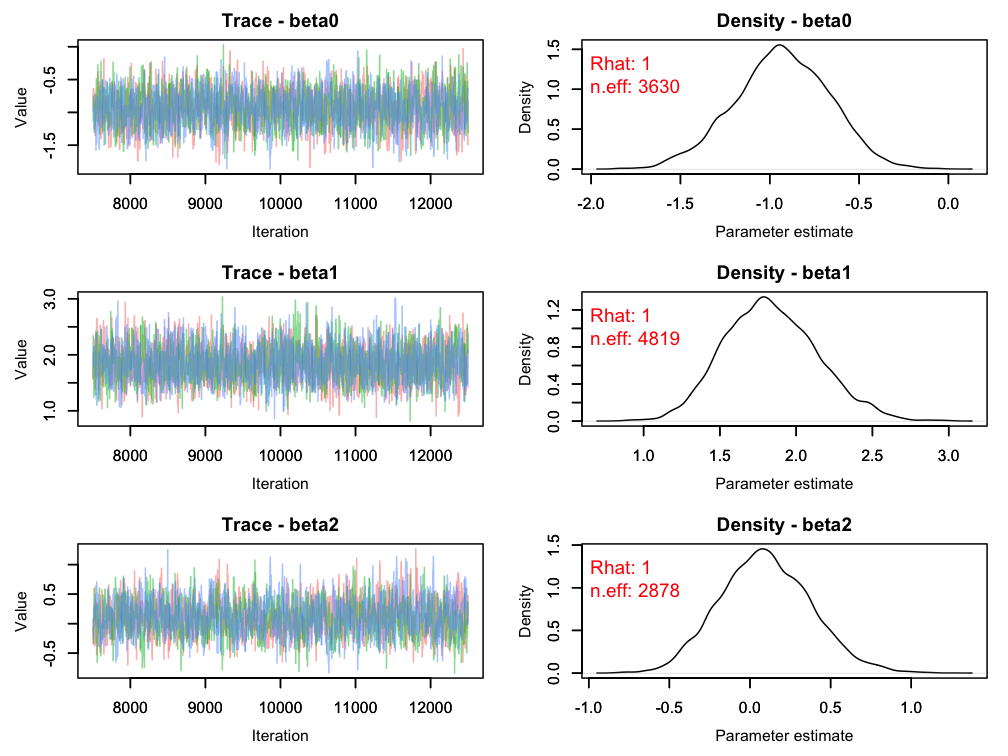 Trace - beta0
Value
-0.5
-1.5
8000 9000 10000 11000 12000
Iteration
Density - beta0
Density
1.5
1.0
0.5
0.0
Rhat: 1
n.eff: 3630
-2.0 -1.5 -1.0 -0.5 0.0
Parameter estimate
Trace - beta1
Value
3.0
2.0
1.0
8000 9000 10000 11000 12000
Iteration
Density - beta1
Density
1.2
0.8
0.4
0.0
Rhat: 1
n.eff: 4819
1.0 1.5 2.0 2.5 3.0
Parameter estimate
Trace - beta2
Value
0.5
-0.5
8000 9000 10000 11000 12000
Iteration
Density - beta2
Density
1.5
1.0
0.5
0.0
Rhat: 1
n.eff: 2878
-1.0 -0.5 0.0 0.5 1.0
Parameter estimate